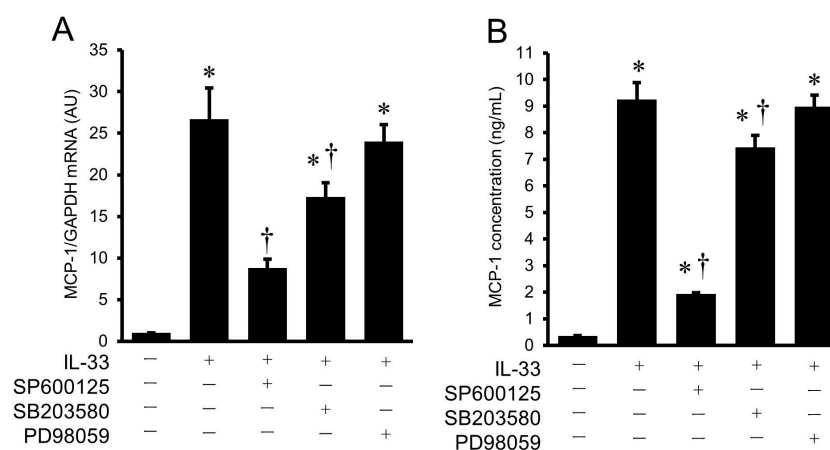 A
MCP-1/GAPDH mRNA (AU)
35
30
25
20
15
10
5
0
*
†
* †
*
IL-33 − + + + +
SP600125 − − + − −
SB203580 − − − + −
PD98059 − − − − +
B
MCP-1 concentration (ng/mL)
11
10
9
8
7
6
5
4
3
2
1
0
*
* †
* †
*
IL-33 − + + + +
SP600125 − − + − −
SB203580 − − − + −
PD98059 − − − − +